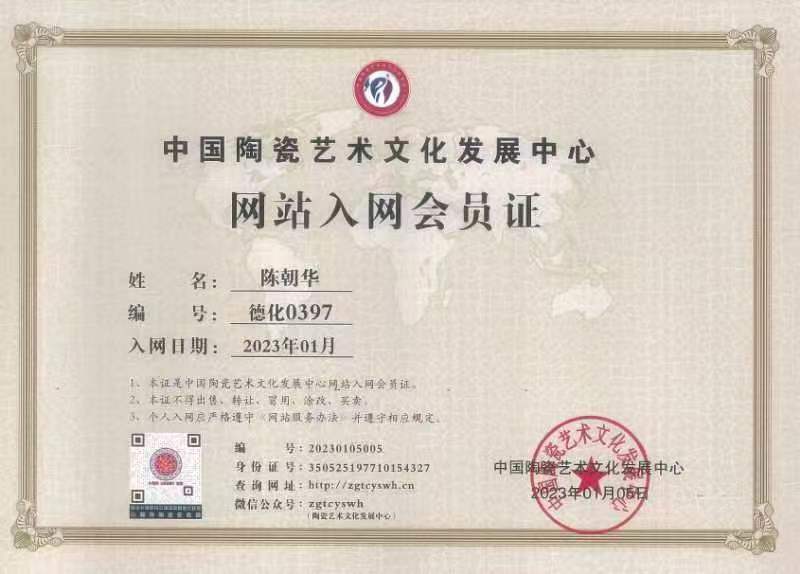 中国陶瓷艺术文化发展中心
网站入网会员证
姓 名：陈朝华
编 号：德化0397
入网日期：2023年01月
1、本证是中国陶瓷艺术文化发展中心网站入网会员证。
2、本证不得出售、转让、冒用、涂改、买卖。
3、个人入网应严格遵守《网站服务办法》并遵守相应规定。
编 号：20230105005
身份证号：350525197710154327
查询网址：http://zgtcyswh.cn
微信公众号：zgtcyswh
（陶瓷艺术文化发展中心）
中国陶瓷艺术文化发展中心
2023年01月05日